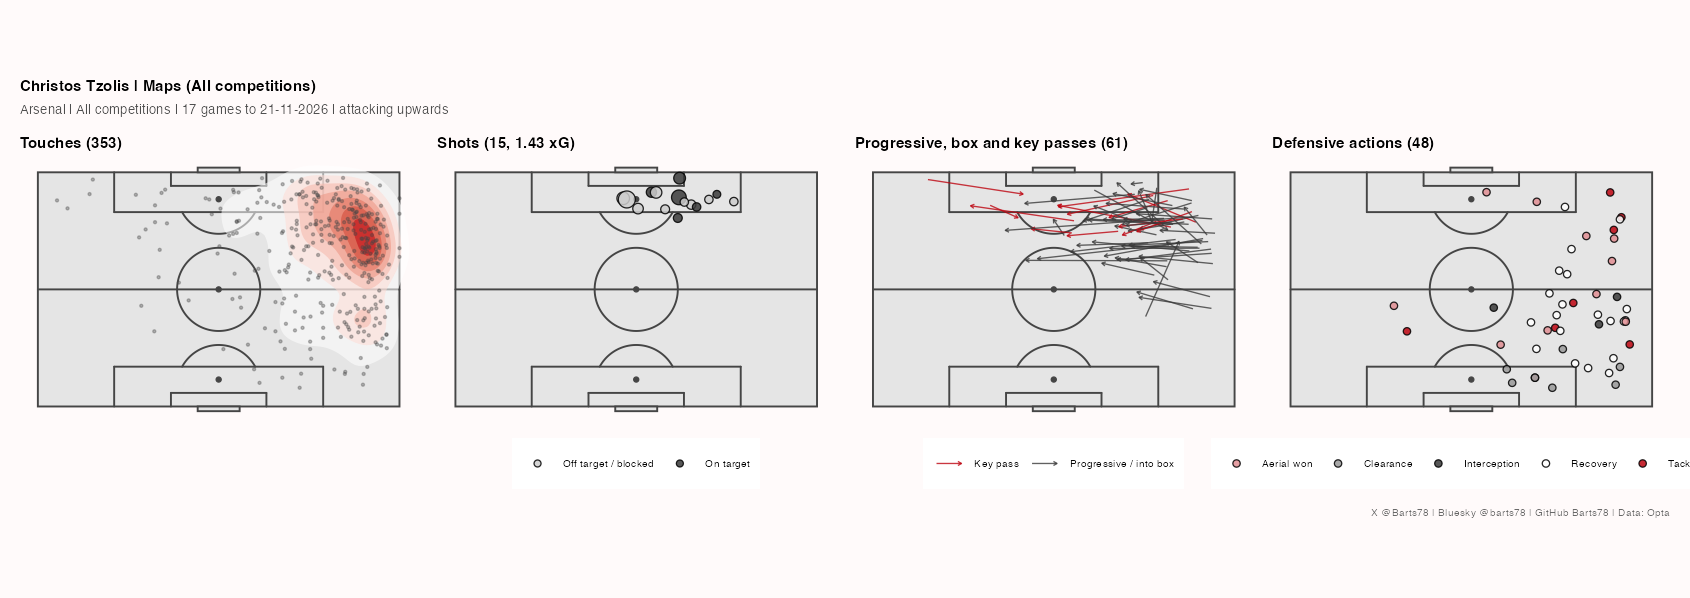 Christos Tzolis | Maps (All competitions)
Arsenal | All competitions | 17 games to 21-11-2026 | attacking upwards
Touches (353)
Shots (15, 1.43 xG)
Progressive, box and key passes (61)
Defensive actions (48)
Off target / blocked
On target
Key pass
Progressive / into box
Aerial won
Clearance
Interception
Recovery
Tack
X @Barts78 | Bluesky @barts78 | GitHub Barts78 | Data: Opta